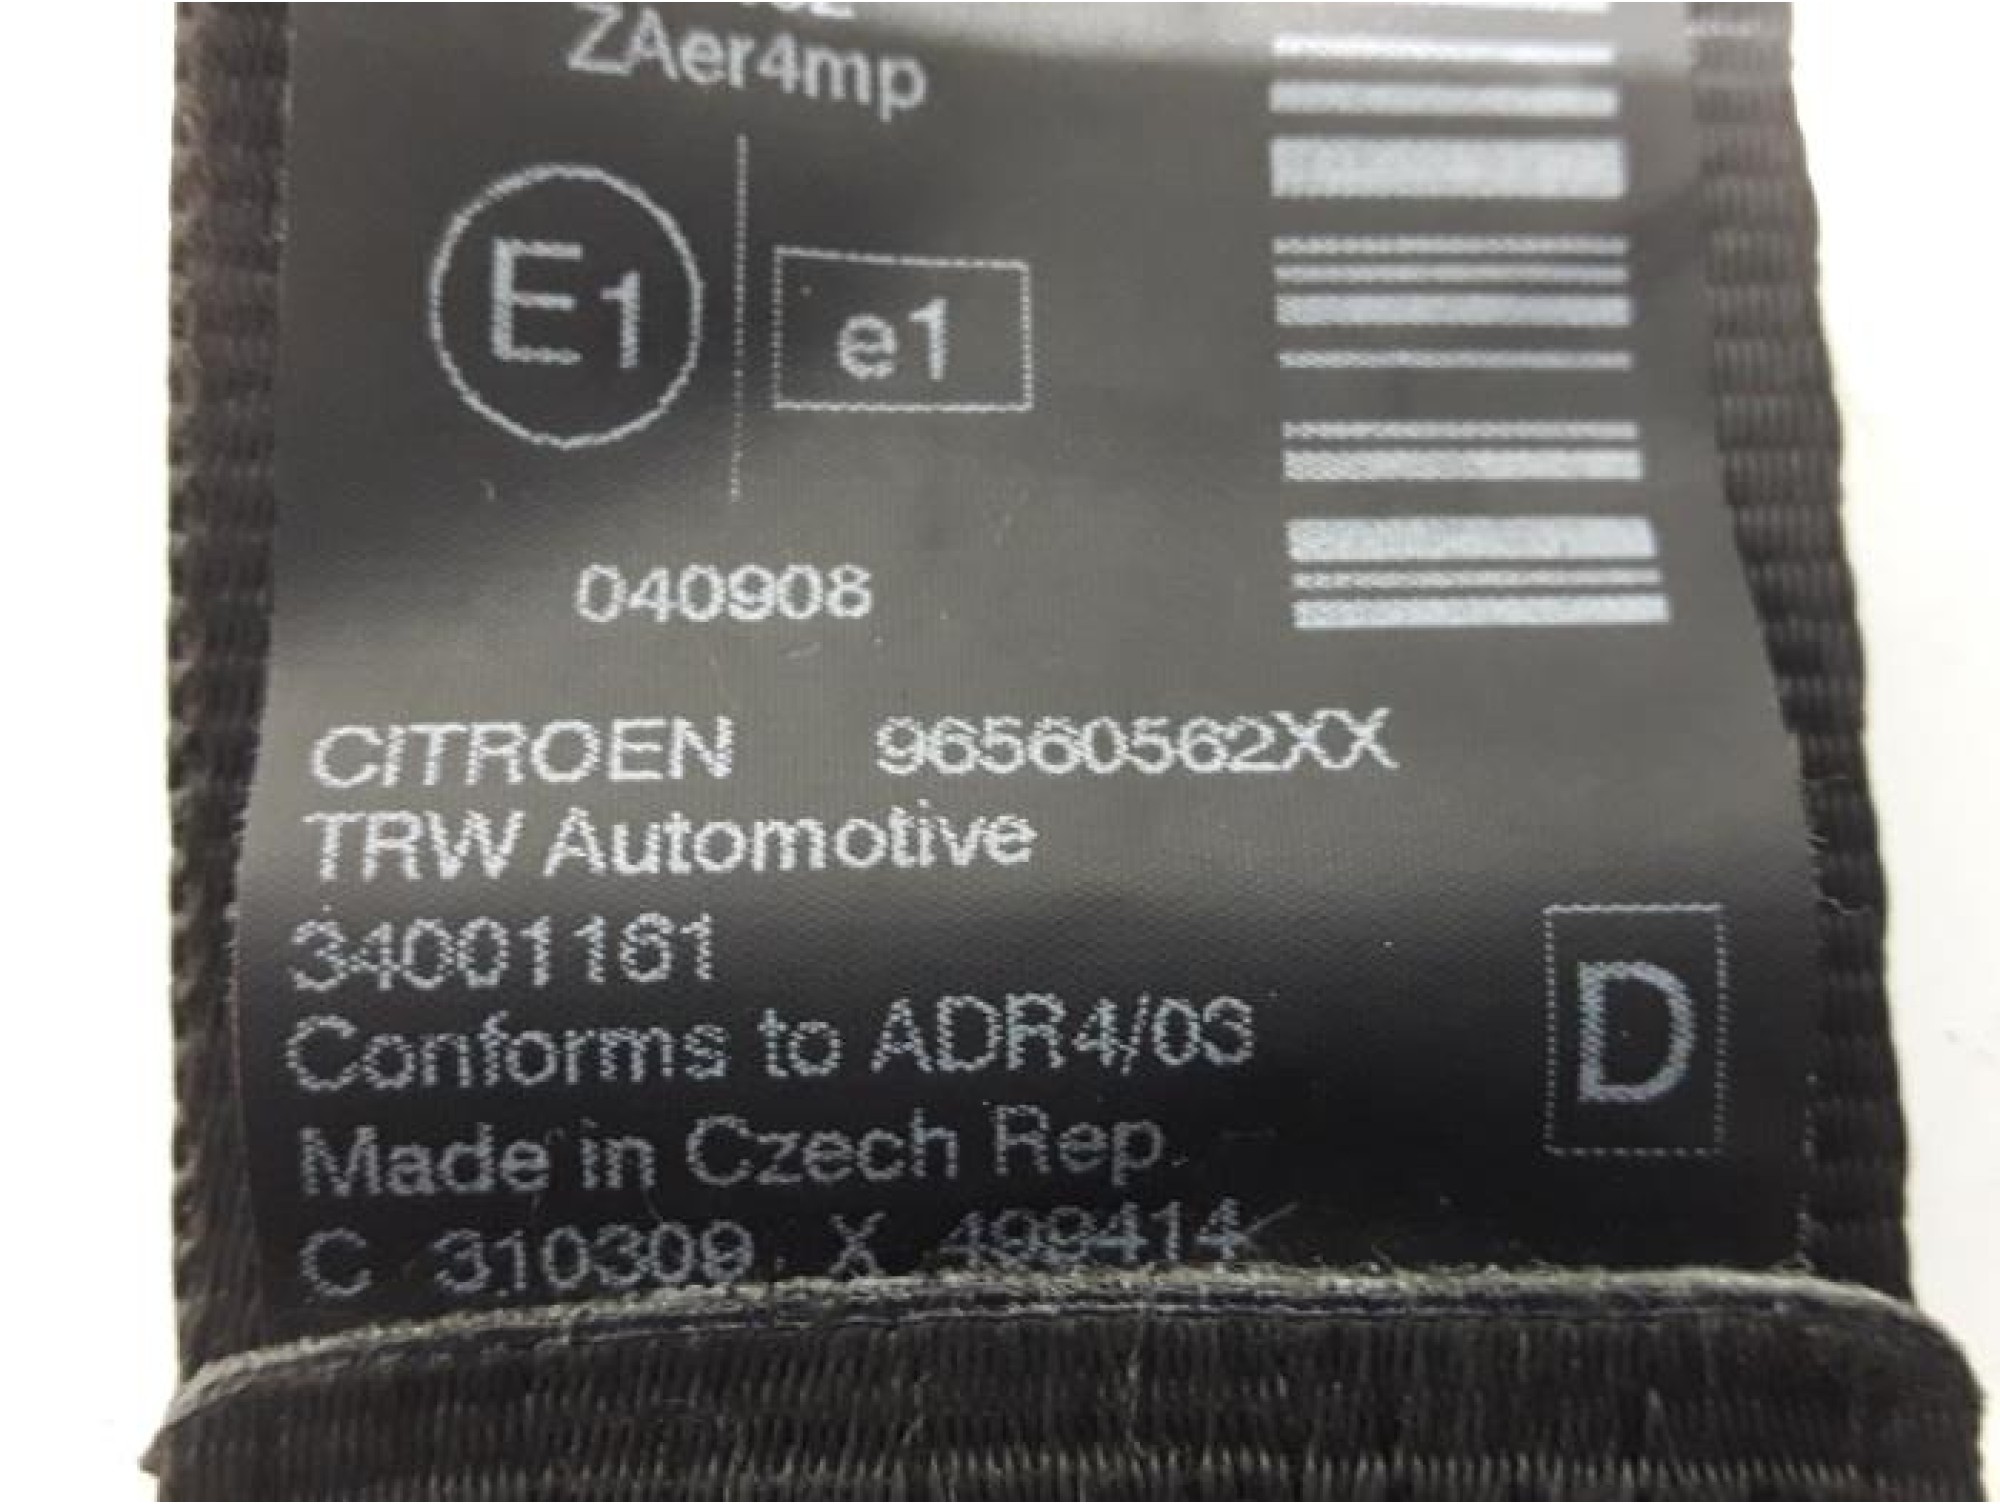 ZAer4mp
E1 e1
040908
CITROEN 96560562XX
TRW Automotive
34001161
Conforms to ADR4/03
D
Made in Czech Rep.
C 310309 X 499414